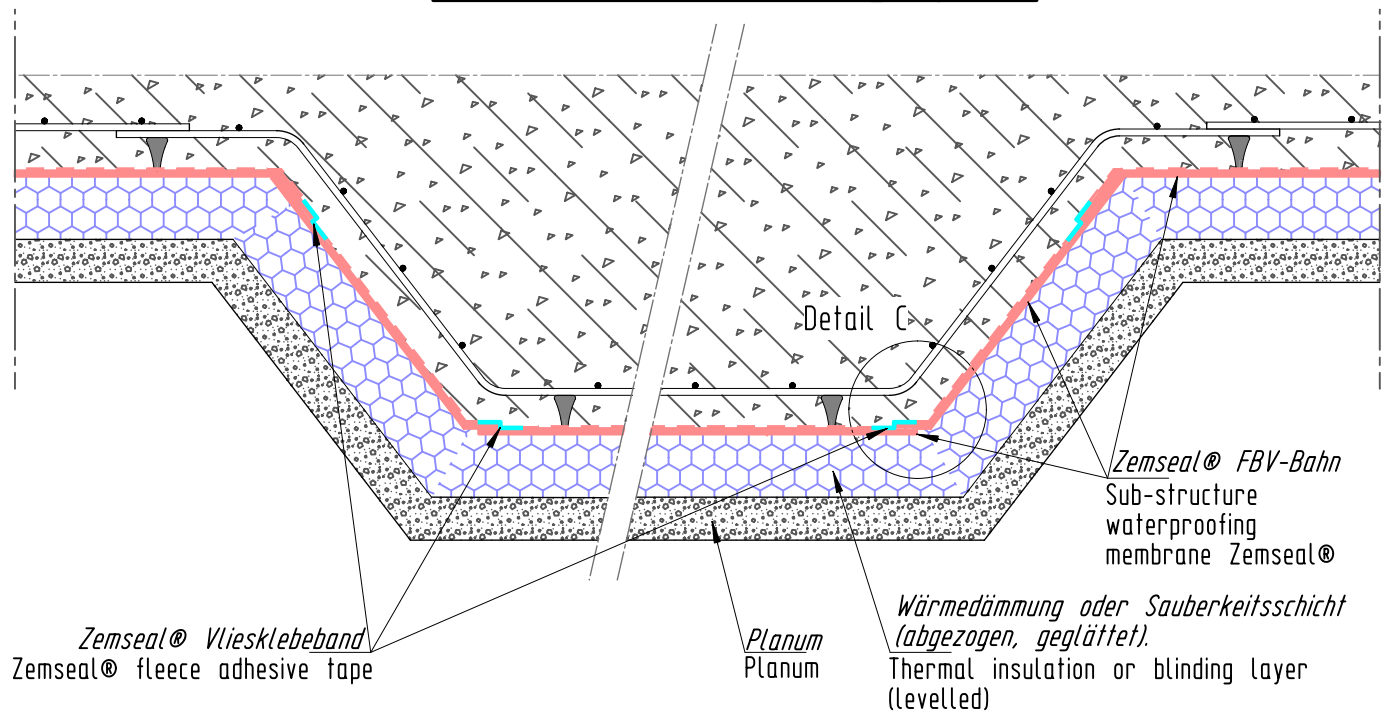 Detail C
Zemseal® FBV-Bahn
Sub-structure
waterproofing
membrane Zemseal®
Wärmedämmung oder Sauberkeitsschicht
(abgezogen, geglättet).
Thermal insulation or blinding layer
(levelled)
Planum
Planum
Zemseal® Vliesklebeband
Zemseal® fleece adhesive tape